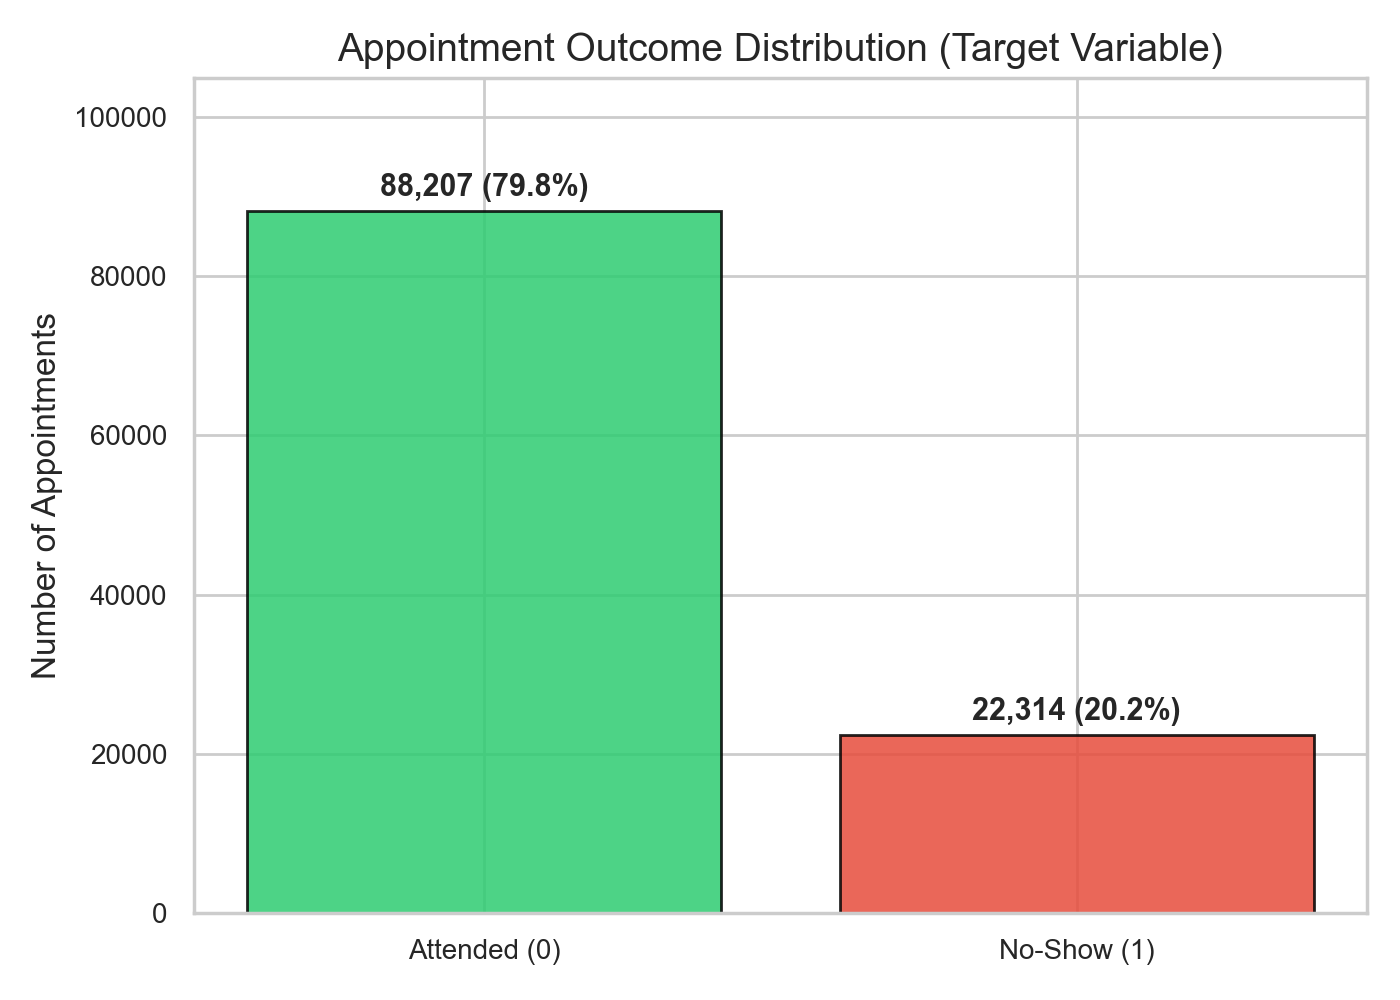 Appointment Outcome Distribution (Target Variable)
Number of Appointments
100000
80000
60000
40000
20000
0
88,207 (79.8%)
22,314 (20.2%)
Attended (0)
No-Show (1)